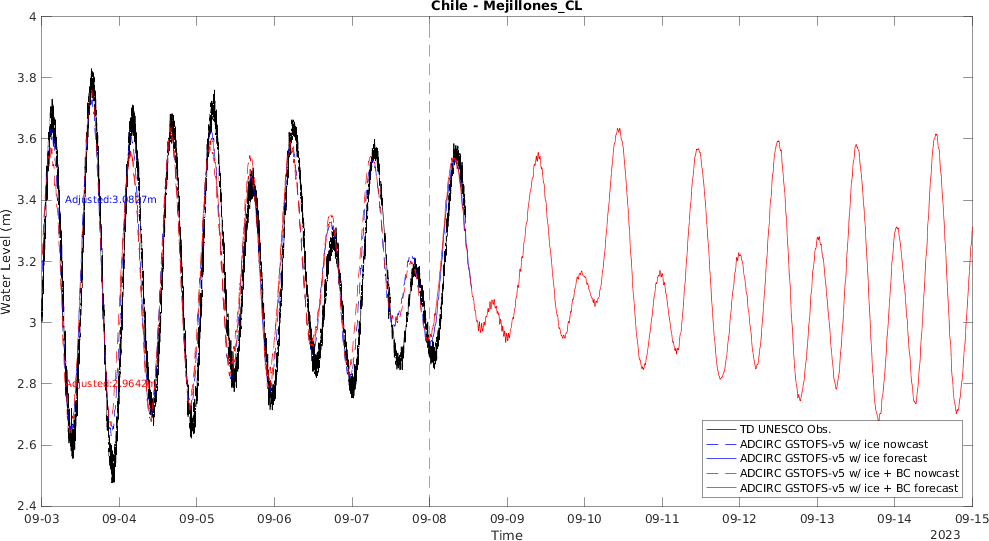 Chile - Mejillones_CL
4
3.8
3.6
3.4
3.2
3
2.8
2.6
2.4
Water Level (m)
Adjusted:3.0827m
Adjusted:2.9642m
TD UNESCO Obs.
ADCIRC GSTOFS-v5 w/ ice nowcast
ADCIRC GSTOFS-v5 w/ ice forecast
ADCIRC GSTOFS-v5 w/ ice + BC nowcast
ADCIRC GSTOFS-v5 w/ ice + BC forecast
09-03 09-04 09-05 09-06 09-07 09-08 09-09 09-10 09-11 09-12 09-13 09-14 09-15
Time
2023